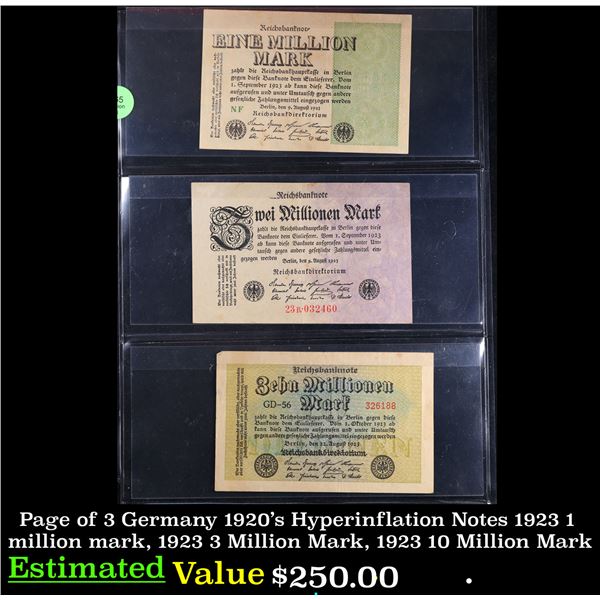 65
Reichsbanknote
EINE MILLION
MARK
zahlt die Reichsbankhauptkasse in Berlin
gegen diese Banknote dem Einlieferer. Vom
1. September 1923 ab kann diese Banknote
aufgerufen und unter Umtausch gegen andere
gesetzliche Zahlungsmittel eingezogen werden
Berlin, den 9. August 1923
NF
Reichsbankdirektorium
Reichsbanknote
Zwei Millionen Mark
zahlt die Reichsbankhauptkasse in Berlin gegen diese
Banknote dem Einlieferer. Vom 1. September 1923
ab kann diese Banknote aufgerufen und unter Um-
tausch gegen andere gesetzliche Zahlungsmittel ein-
gezogen werden
Berlin, den 9. August 1923
Reichsbankdirektorium
23R·032460
Reichsbanknote
Zehn Millionen
GD-56 Mark 326188
zahlt die Reichsbankhauptkasse in Berlin gegen diese
Banknote dem Einlieferer. Vom 1. Oktober 1923 ab
kann diese Banknote aufgerufen und unter Umtausch
gegen andere gesetzliche Zahlungsmittel eingezogen werden
Berlin, den 22. August 1923
Reichsbankdirektorium
Page of 3 Germany 1920's Hyperinflation Notes 1923 1
million mark, 1923 3 Million Mark, 1923 10 Million Mark
Estimated Value $250.00 .